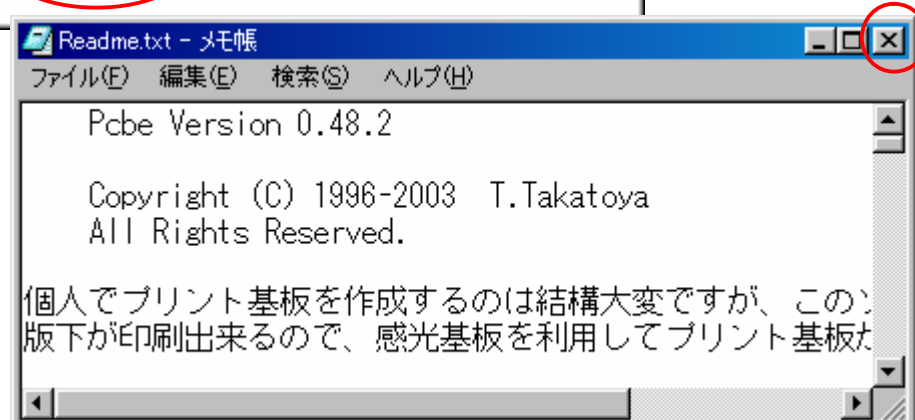 Readme.txt - メモ帳
ファイル(F) 編集(E) 検索(S) ヘルプ(H)
Pcbe Version 0.48.2
Copyright (C) 1996-2003 T.Takatoya
All Rights Reserved.
個人でプリント基板を作成するのは結構大変ですが、このソ
版下が印刷出来るので、感光基板を利用してプリント基板が